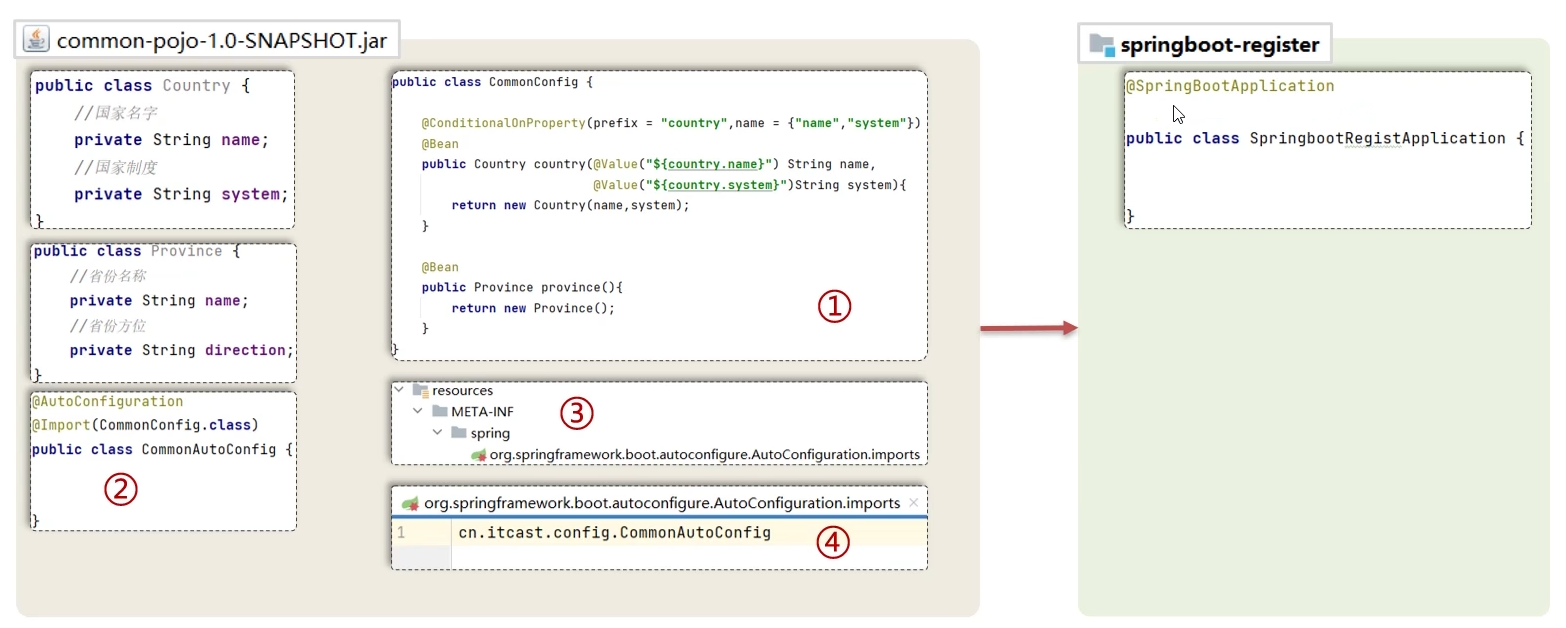 common-pojo-1.0-SNAPSHOT.jar
public class Country {
//国家名字
private String name;
//国家制度
private String system;
}
public class Province {
//省份名称
private String name;
//省份方位
private String direction;
}
@AutoConfiguration
@Import(CommonConfig.class)
public class CommonAutoConfig {
②
}
public class CommonConfig {
@ConditionalOnProperty(prefix = "country",name = {"name","system"})
@Bean
public Country country(@Value("${country.name}") String name,
@Value("${country.system}")String system){
return new Country(name,system);
}
@Bean
public Province province(){
return new Province();
}
①
}
resources
META-INF
③
spring
org.springframework.boot.autoconfigure.AutoConfiguration.imports
org.springframework.boot.autoconfigure.AutoConfiguration.imports ×
1 cn.itcast.config.CommonAutoConfig
④
springboot-register
@SpringBootApplication
public class SpringbootRegistApplication {
}